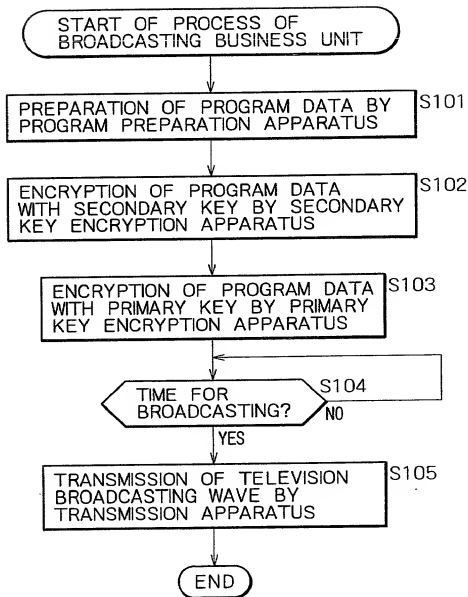 START OF PROCESS OF
BROADCASTING BUSINESS UNIT
PREPARATION OF PROGRAM DATA BY
PROGRAM PREPARATION APPARATUS
S101
ENCRYPTION OF PROGRAM DATA
WITH SECONDARY KEY BY SECONDARY
KEY ENCRYPTION APPARATUS
S102
ENCRYPTION OF PROGRAM DATA
WITH PRIMARY KEY BY PRIMARY
KEY ENCRYPTION APPARATUS
S103
TIME FOR
BROADCASTING?
S104
NO
YES
TRANSMISSION OF TELEVISION
BROADCASTING WAVE BY
TRANSMISSION APPARATUS
S105
END